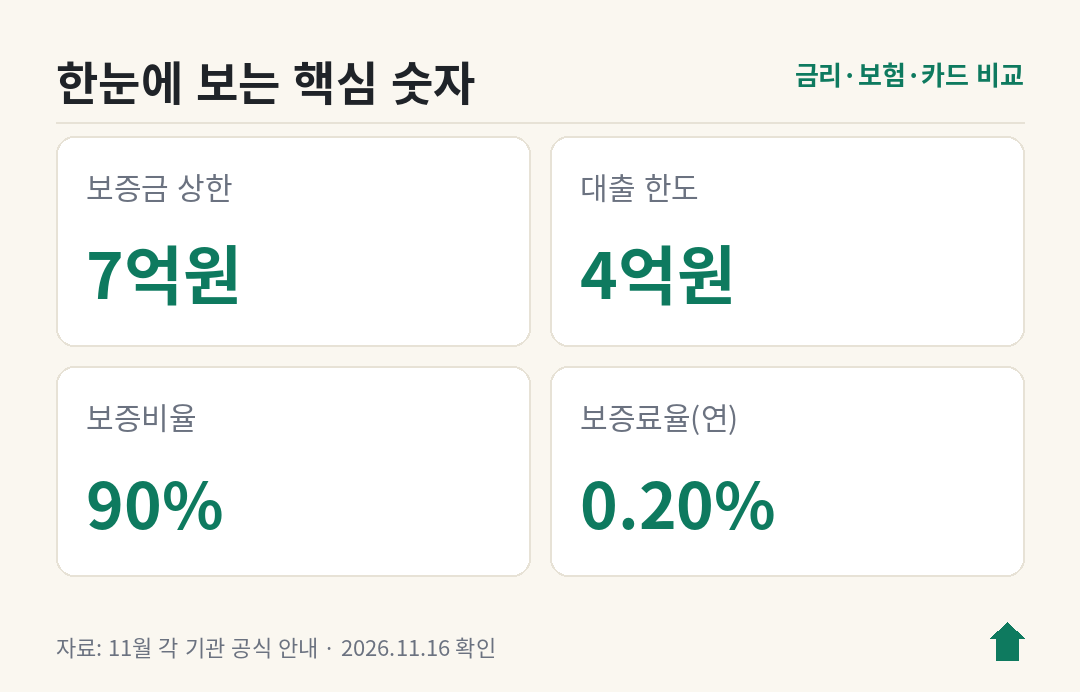 한눈에 보는 핵심 숫자
금리·보험·카드 비교
보증금 상한
7억원
대출 한도
4억원
보증비율
90%
보증료율(연)
0.20%
자료: 11월 각 기관 공식 안내 · 2026.11.16 확인